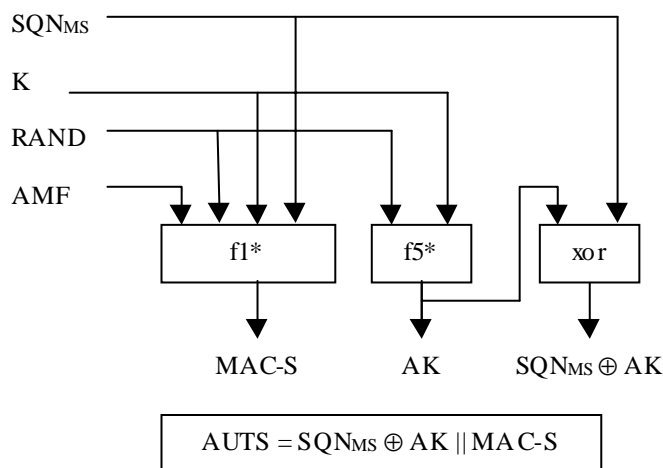 SQNMS
K
RAND
AMF
f1*
f5*
xor
MAC-S
AK
SQNMS ⊕ AK
AUTS = SQNMS ⊕ AK || MAC-S